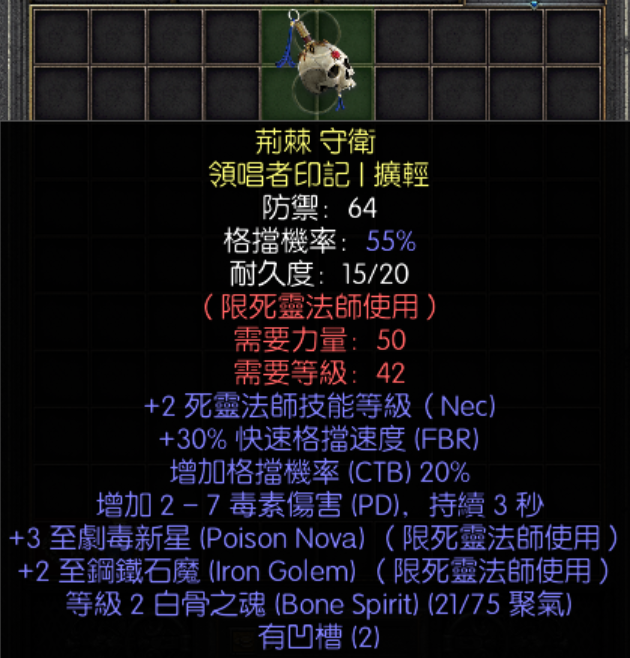 荊棘 守衛
領唱者印記 | 擴輕
防禦: 64
格擋機率: 55%
耐久度: 15/20
( 限死靈法師使用 )
需要力量: 50
需要等級: 42
+2 死靈法師技能等級 ( Nec)
+30% 快速格擋速度 (FBR)
增加格擋機率 (CTB) 20%
增加 2 - 7 毒素傷害 (PD), 持續 3 秒
+3 至劇毒新星 (Poison Nova) ( 限死靈法師使用 )
+2 至鋼鐵石魔 (Iron Golem) ( 限死靈法師使用 )
等級 2 白骨之魂 (Bone Spirit) (21/75 聚氣)
有凹槽 (2)